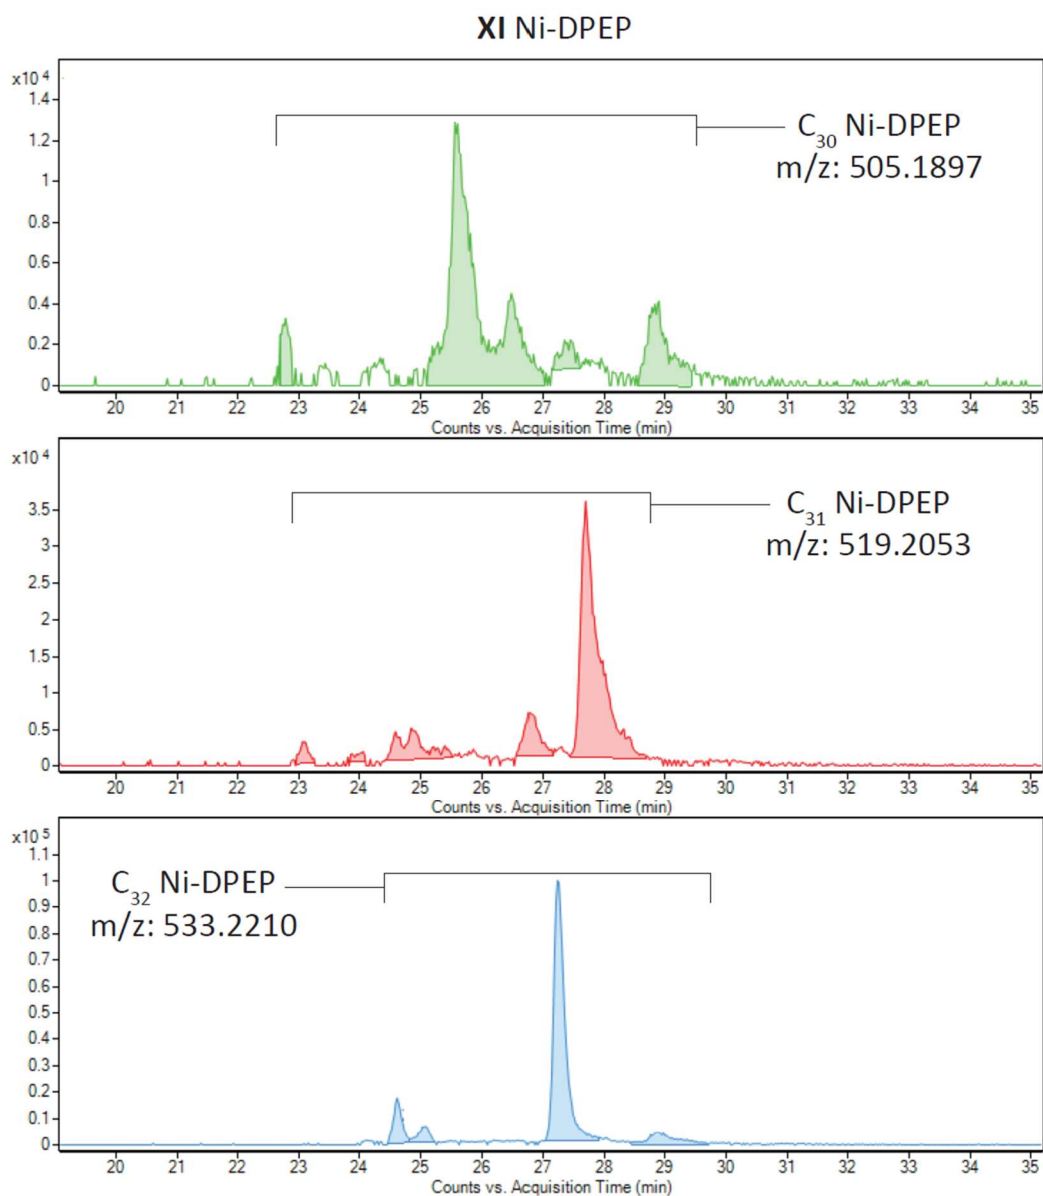 XI Ni-DPEP
x10 4
1.4
1.2
1
0.8
0.6
0.4
0.2
0
C30 Ni-DPEP
m/z: 505.1897
20 21 22 23 24 25 26 27 28 29 30 31 32 33 34 35
Counts vs. Acquisition Time (min)
x10 4
3.5
3
2.5
2
1.5
1
0.5
0
C31 Ni-DPEP
m/z: 519.2053
20 21 22 23 24 25 26 27 28 29 30 31 32 33 34 35
Counts vs. Acquisition Time (min)
x10 5
1.1
1
0.9
0.8
0.7
0.6
0.5
0.4
0.3
0.2
0.1
0
C32 Ni-DPEP
m/z: 533.2210
20 21 22 23 24 25 26 27 28 29 30 31 32 33 34 35
Counts vs. Acquisition Time (min)